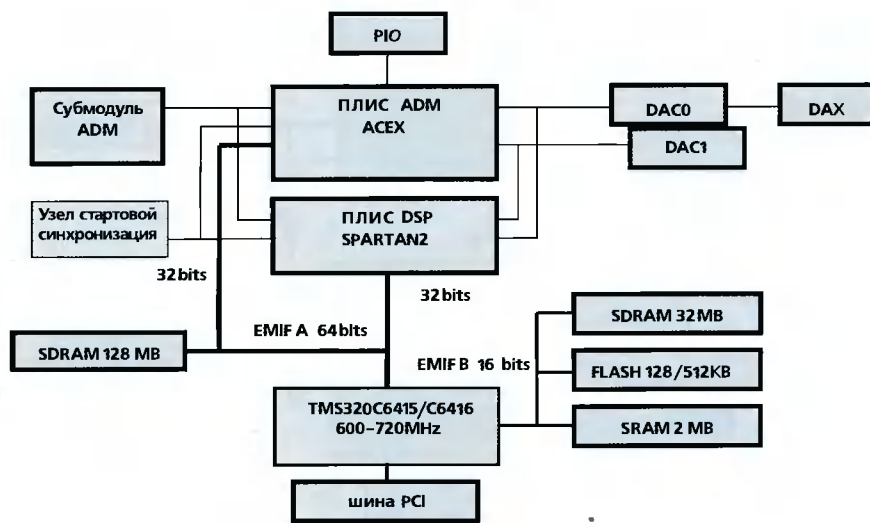 PIO
Субмодуль
ADM
ПЛИС ADM
ACEX
DAC0
DAX
DAC1
Узел стартовой
синхронизация
ПЛИС DSP
SPARTAN2
32bits
32bits
SDRAM 128 MB
EMIF A 64bits
EMIF B 16 bits
SDRAM 32MB
FLASH 128/512KB
SRAM 2 MB
TMS320C6415/C6416
600-720MHz
шина PCI